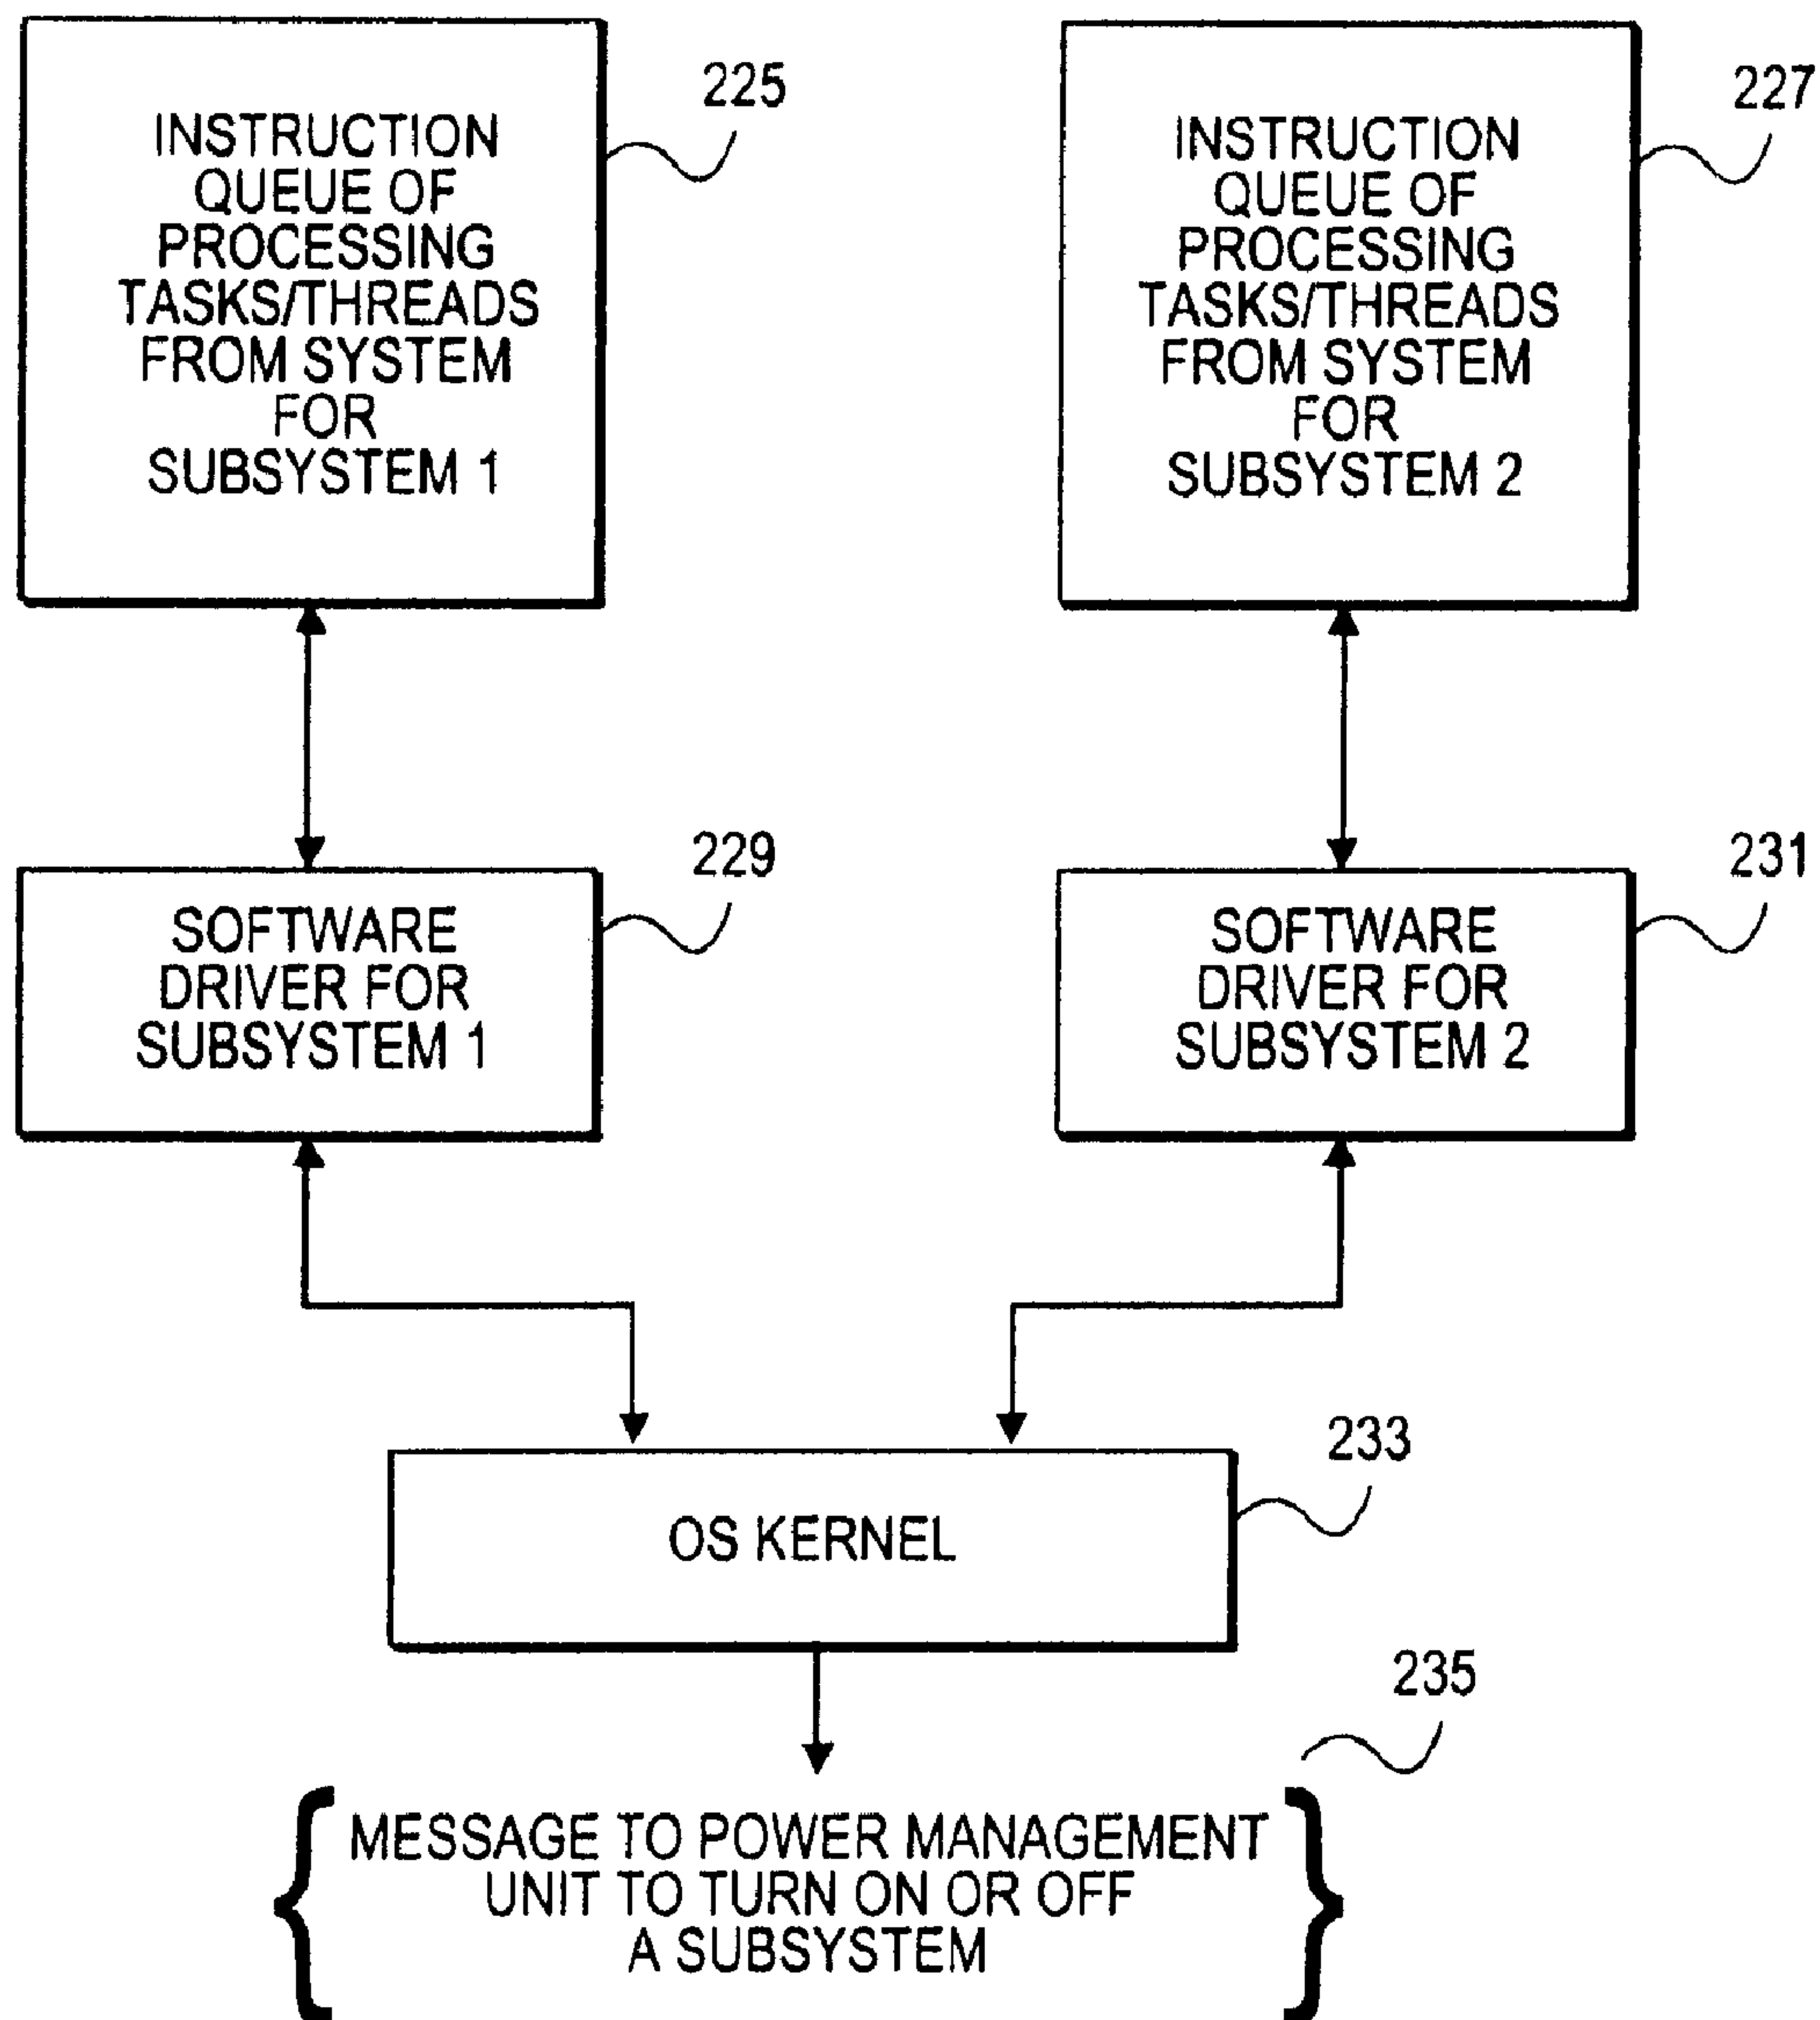 INSTRUCTION
QUEUE OF
PROCESSING
TASKS/THREADS
FROM SYSTEM
FOR
SUBSYSTEM 1
225
INSTRUCTION
QUEUE OF
PROCESSING
TASKS/THREADS
FROM SYSTEM
FOR
SUBSYSTEM 2
227
SOFTWARE
DRIVER FOR
SUBSYSTEM 1
229
SOFTWARE
DRIVER FOR
SUBSYSTEM 2
231
OS KERNEL
233
235
MESSAGE TO POWER MANAGEMENT
UNIT TO TURN ON OR OFF
A SUBSYSTEM